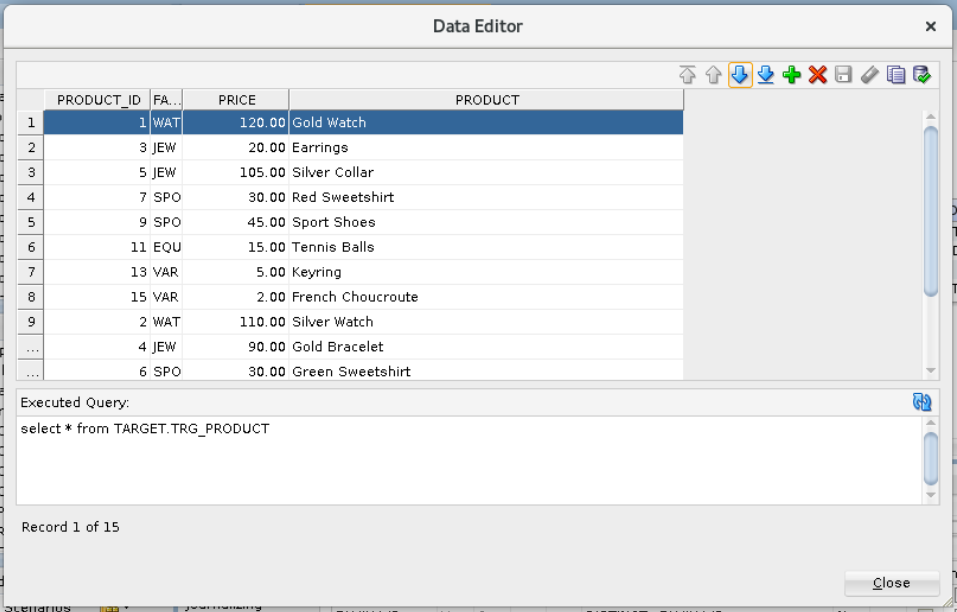 Data Editor
PRODUCT_ID FA... PRICE PRODUCT
1 1 WAT 120.00 Gold Watch
2 3 JEW 20.00 Earrings
3 5 JEW 105.00 Silver Collar
4 7 SPO 30.00 Red Sweetshirt
5 9 SPO 45.00 Sport Shoes
6 11 EQU 15.00 Tennis Balls
7 13 VAR 5.00 Keyring
8 15 VAR 2.00 French Choucroute
9 2 WAT 110.00 Silver Watch
... 4 JEW 90.00 Gold Bracelet
... 6 SPO 30.00 Green Sweetshirt
Executed Query:
select * from TARGET.TRG_PRODUCT
Record 1 of 15
Close